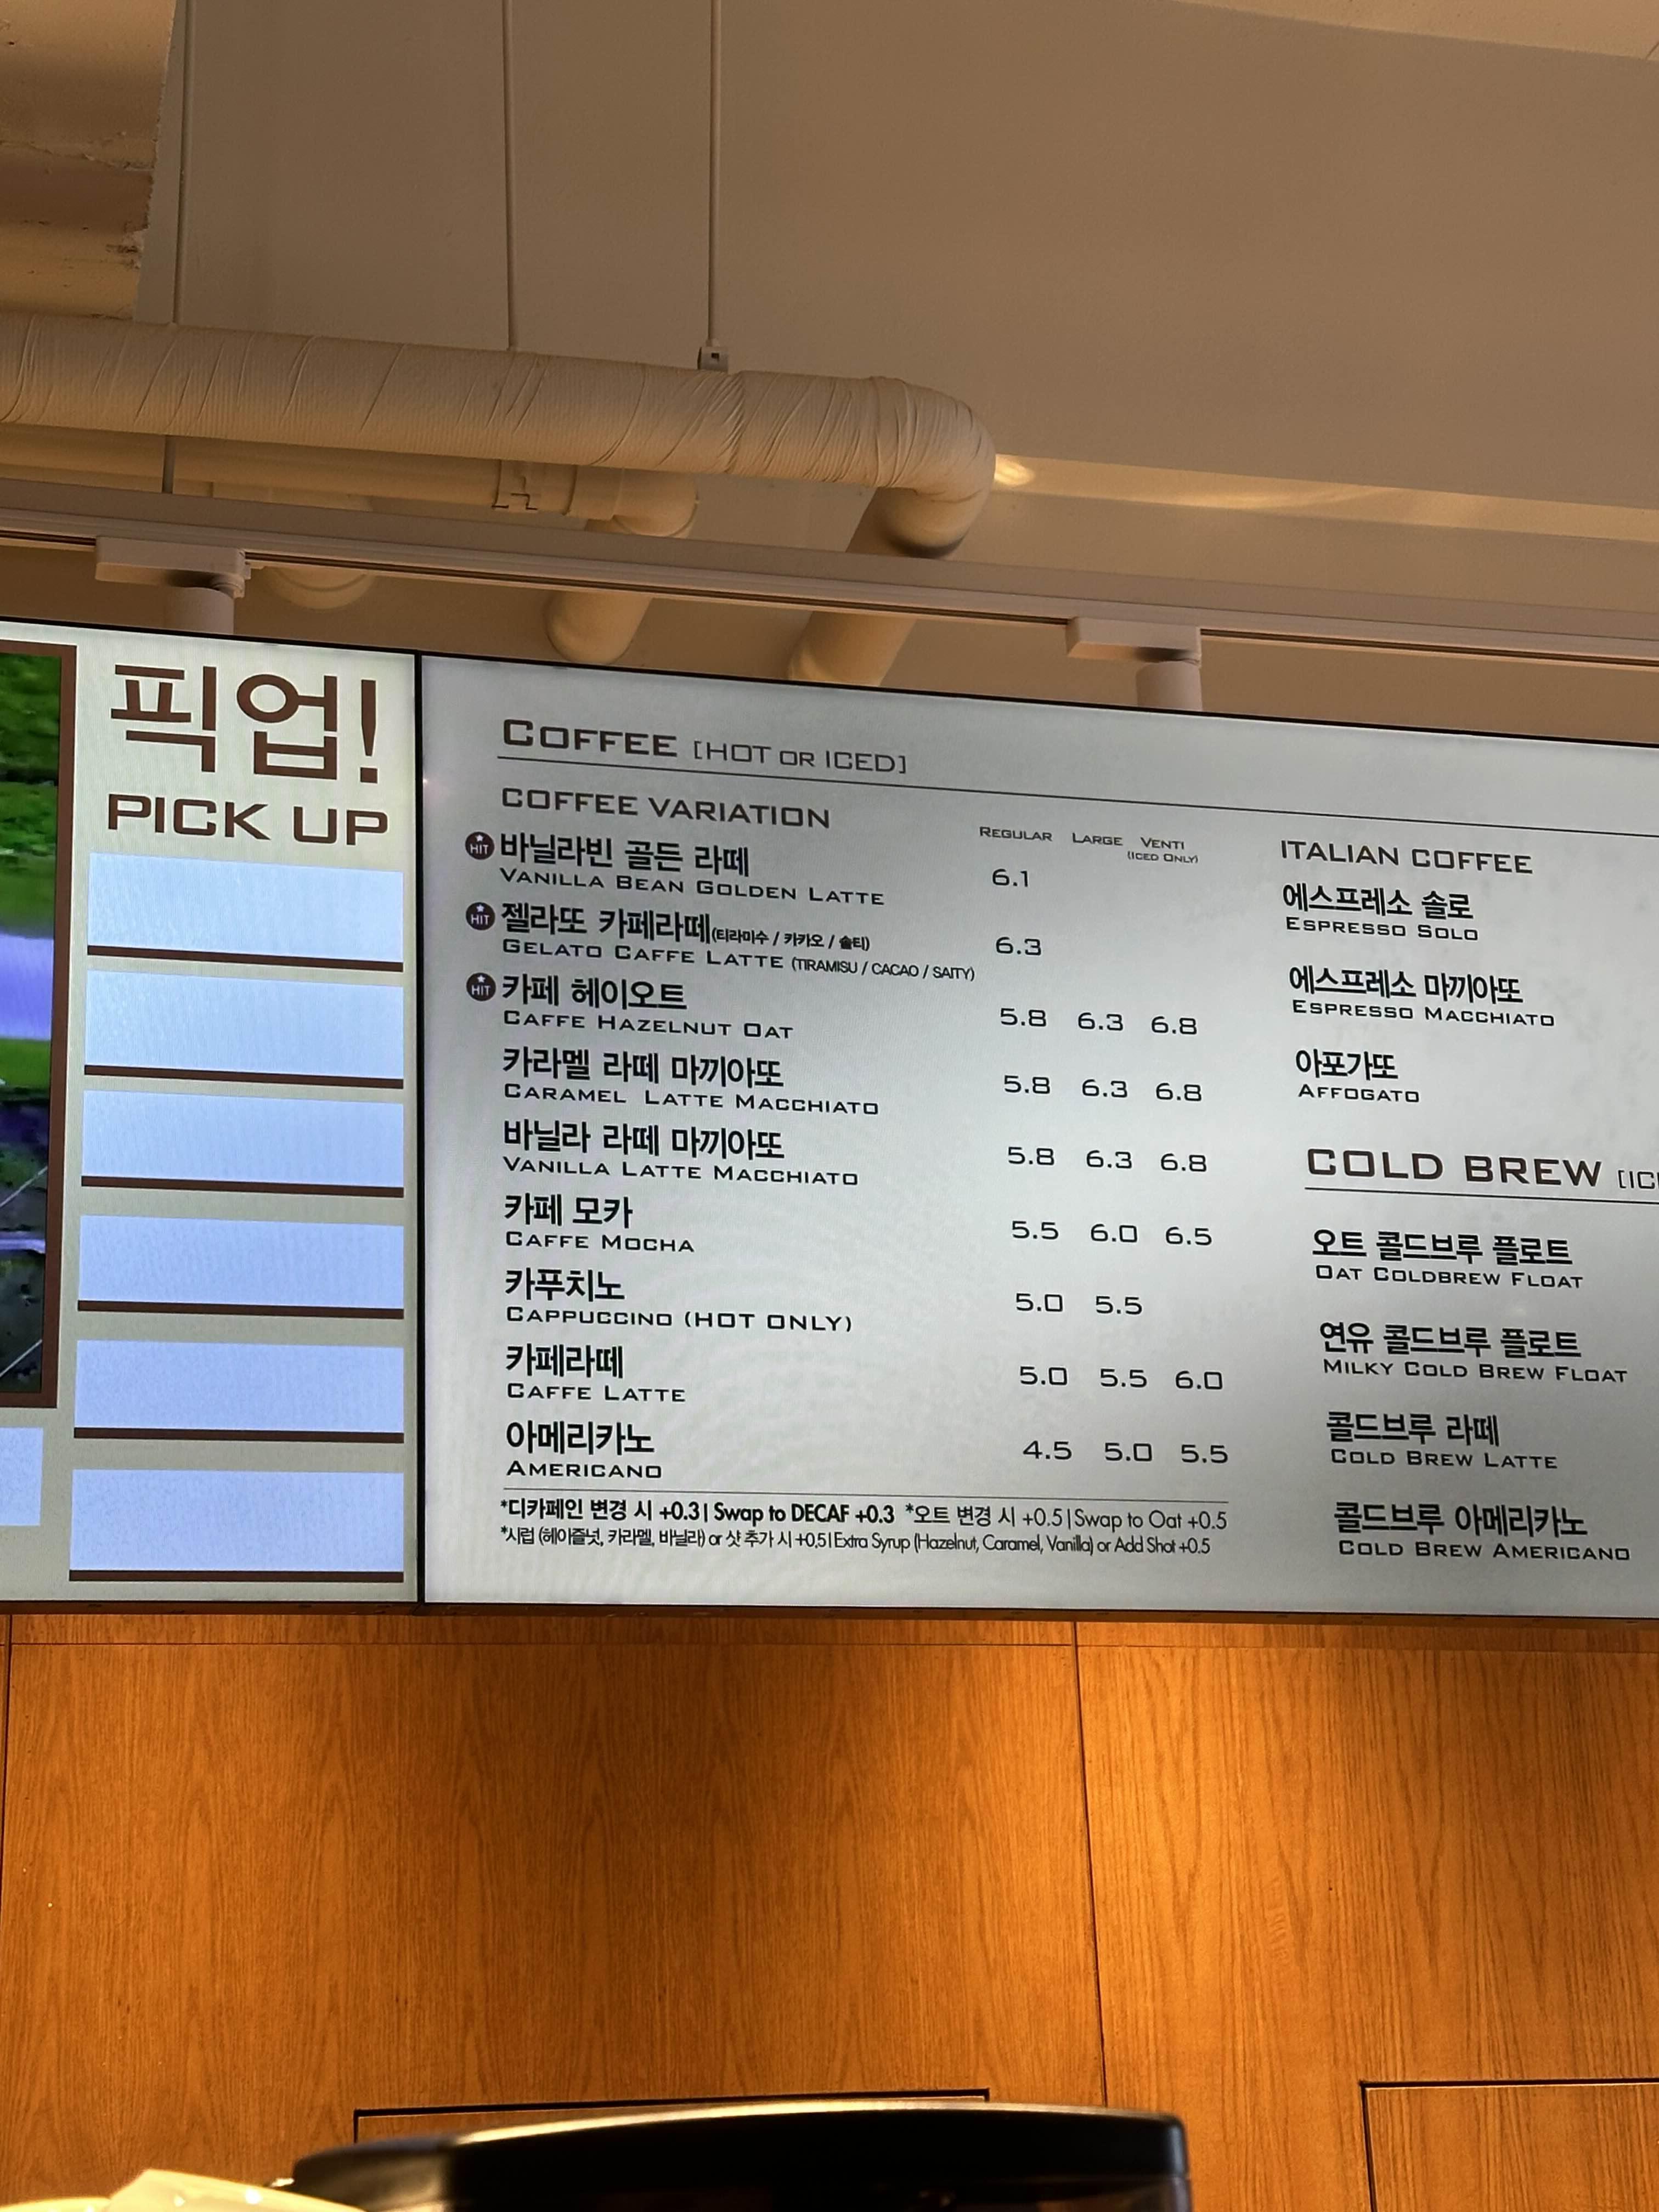 픽업!
PICK UP
COFFEE [HOT OR ICED]
COFFEE VARIATION
REGULAR LARGE VENTI
(ICED ONLY)
HIT 바닐라빈 골든 라떼
VANILLA BEAN GOLDEN LATTE 6.1
HIT 젤라또 카페라떼(티라미수 / 카카오 / 솔티)
GELATO CAFFE LATTE (TIRAMISU / CACAO / SAlTY) 6.3
HIT 카페 헤이오트
CAFFE HAZELNUT OAT 5.8 6.3 6.8
카라멜 라떼 마끼아또
CARAMEL LATTE MACCHIATO 5.8 6.3 6.8
바닐라 라떼 마끼아또
VANILLA LATTE MACCHIATO 5.8 6.3 6.8
카페 모카
CAFFE MOCHA 5.5 6.0 6.5
카푸치노
CAPPUCCINO (HOT ONLY) 5.0 5.5
카페라떼
CAFFE LATTE 5.0 5.5 6.0
아메리카노
AMERICANO 4.5 5.0 5.5
*디카페인 변경 시 +0.3 | Swap to DECAF +0.3 *오트 변경 시 +0.5 | Swap to Oat +0.5
*시럽 (헤이즐넛, 카라멜, 바닐라) or 샷 추가 시 +0.5 | Extra Syrup (Hazelnut, Caramel, Vanilla) or Add Shot +0.5
ITALIAN COFFEE
에스프레소 솔로
ESPRESSO SOLO
에스프레소 마끼아또
ESPRESSO MACCHIATO
아포가또
AFFOGATO
COLD BREW [IC
오트 콜드브루 플로트
OAT COLDBREW FLOAT
연유 콜드브루 플로트
MILKY COLD BREW FLOAT
콜드브루 라떼
COLD BREW LATTE
콜드브루 아메리카노
COLD BREW AMERICANO